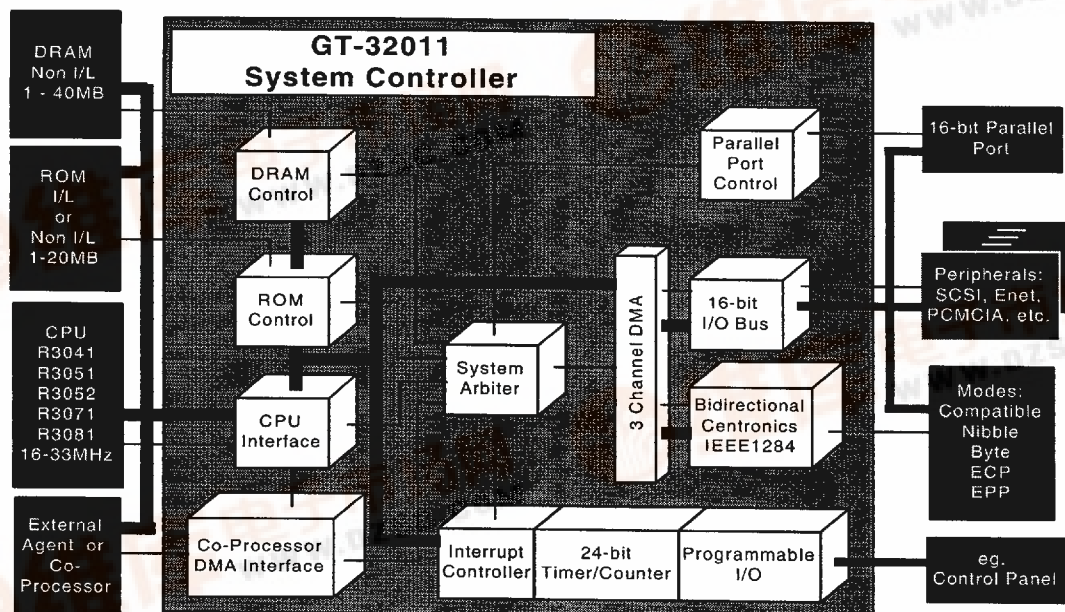 GT-32011
System Controller
DRAM
Non I/L
1 - 40MB
ROM
I/L
or
Non I/L
1-20MB
CPU
R3041
R3051
R3052
R3071
R3081
16-33MHz
External
Agent or
Co-
Processor
DRAM
Control
ROM
Control
CPU
Interface
Co-Processor
DMA Interface
System
Arbiter
Interrupt
Controller
24-bit
Timer/Counter
Programmable
I/O
3 Channel DMA
Parallel
Port
Control
16-bit
I/O Bus
Bidirectional
Centronics
IEEE1284
16-bit Parallel
Port
Peripherals:
SCSI, Enet,
PCMCIA, etc.
Modes:
Compatible
Nibble
Byte
ECP
EPP
eg.
Control Panel